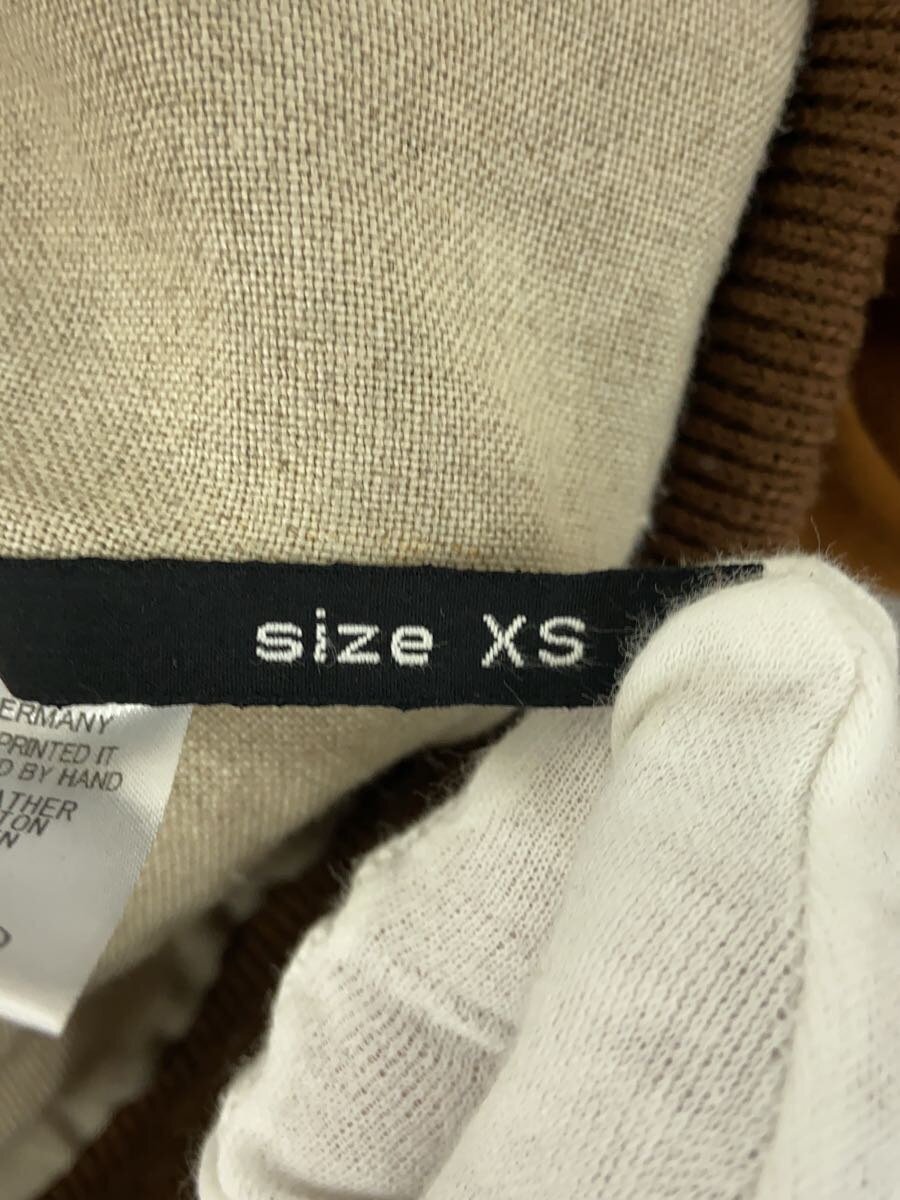 size XS
ERMANY
PRINTED IT
D BY HAND
ATHER
TON
N